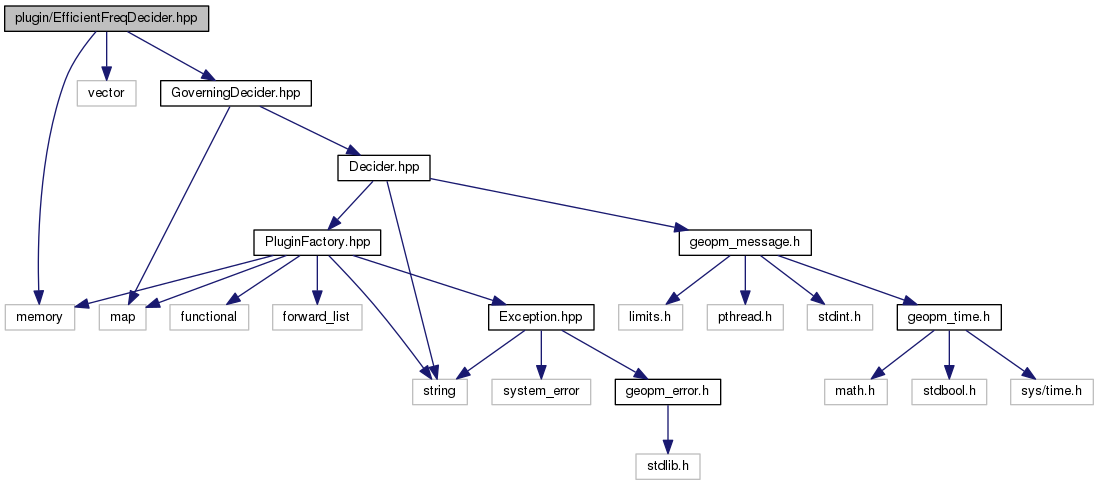 plugin/EfficientFreqDecider.hpp
vector
GoverningDecider.hpp
Decider.hpp
PluginFactory.hpp
geopm_message.h
memory
map
functional
forward_list
Exception.hpp
limits.h
pthread.h
stdint.h
geopm_time.h
string
system_error
geopm_error.h
math.h
stdbool.h
sys/time.h
stdlib.h